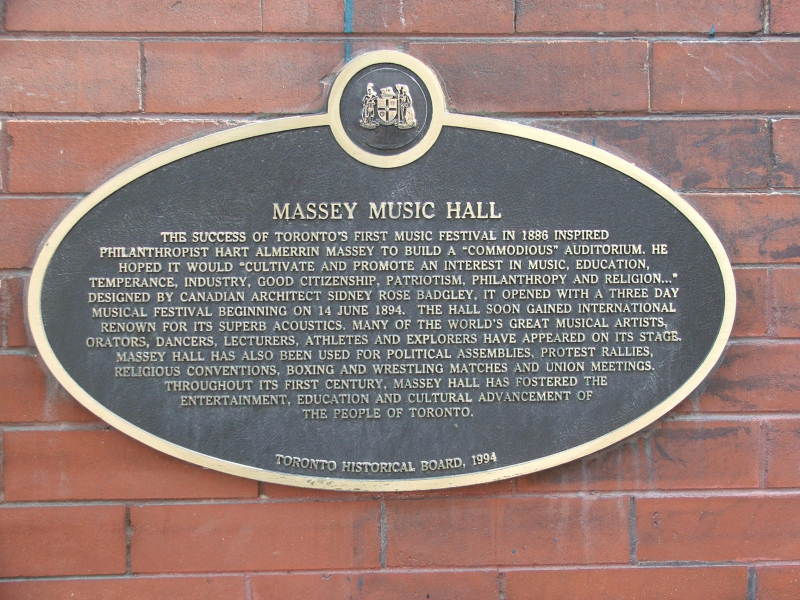 MASSEY MUSIC HALL
THE SUCCESS OF TORONTO'S FIRST MUSIC FESTIVAL IN 1886 INSPIRED
PHILANTHROPIST HART ALMERRIN MASSEY TO BUILD A "COMMODIOUS" AUDITORIUM. HE
HOPED IT WOULD "CULTIVATE AND PROMOTE AN INTEREST IN MUSIC, EDUCATION,
TEMPERANCE, INDUSTRY, GOOD CITIZENSHIP, PATRIOTISM, PHILANTHROPY AND RELIGION..."
DESIGNED BY CANADIAN ARCHITECT SIDNEY ROSE BADGLEY, IT OPENED WITH A THREE DAY
MUSICAL FESTIVAL BEGINNING ON 14 JUNE 1894. THE HALL SOON GAINED INTERNATIONAL
RENOWN FOR ITS SUPERB ACOUSTICS. MANY OF THE WORLD'S GREAT MUSICAL ARTISTS,
ORATORS, DANCERS, LECTURERS, ATHLETES AND EXPLORERS HAVE APPEARED ON ITS STAGE.
MASSEY HALL HAS ALSO BEEN USED FOR POLITICAL ASSEMBLIES, PROTEST RALLIES,
RELIGIOUS CONVENTIONS, BOXING AND WRESTLING MATCHES AND UNION MEETINGS.
THROUGHOUT ITS FIRST CENTURY, MASSEY HALL HAS FOSTERED THE
ENTERTAINMENT, EDUCATION AND CULTURAL ADVANCEMENT OF
THE PEOPLE OF TORONTO.
TORONTO HISTORICAL BOARD, 1994